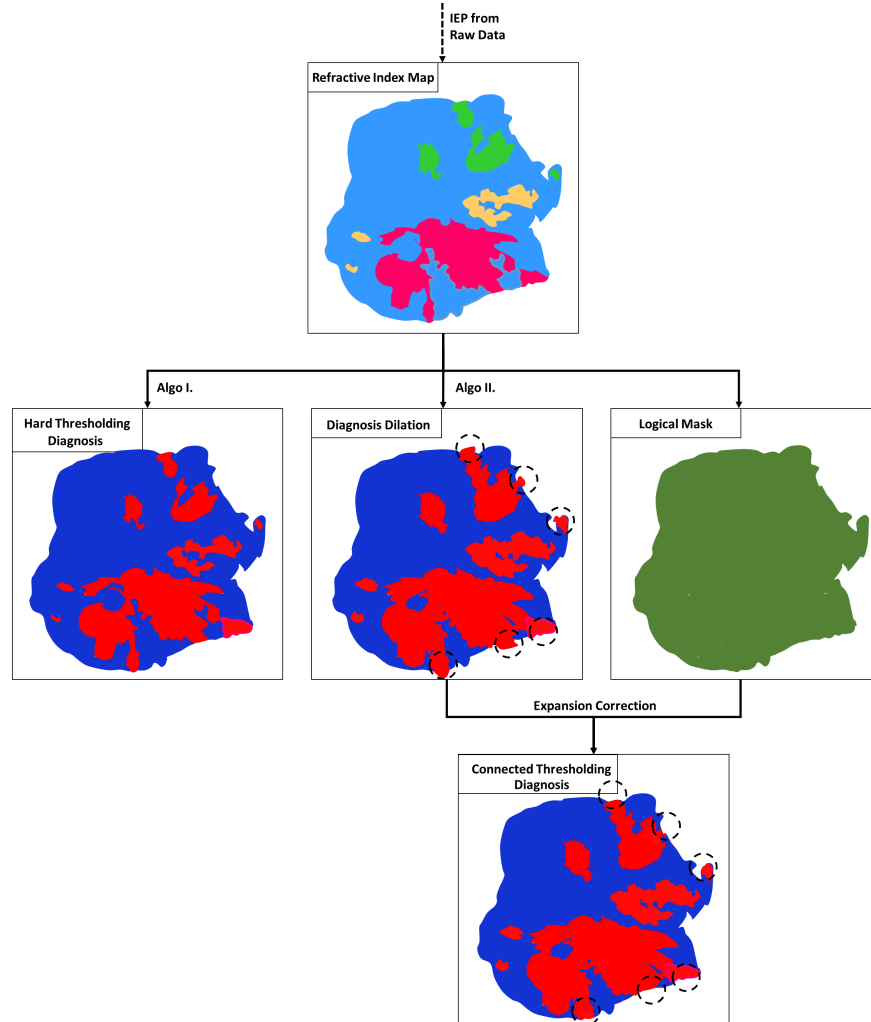 IEP from
Raw Data
Refractive Index Map
Algo I.
Algo II.
Hard Thresholding
Diagnosis
Diagnosis Dilation
Logical Mask
Expansion Correction
Connected Thresholding
Diagnosis